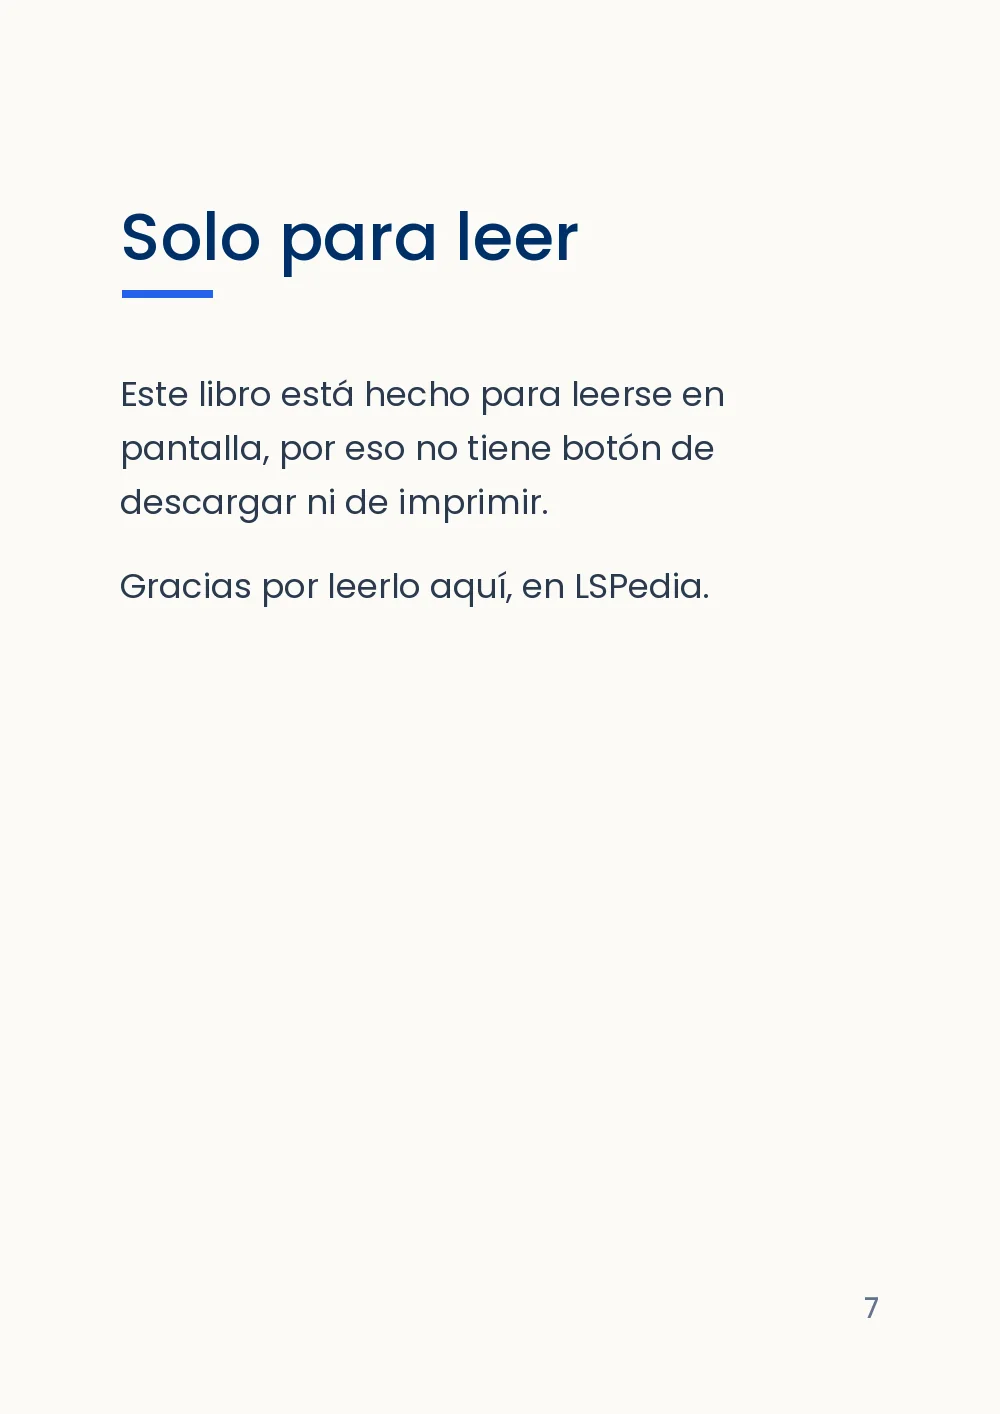 Solo para leer
Este libro está hecho para leerse en
pantalla, por eso no tiene botón de
descargar ni de imprimir.
Gracias por leerlo aquí, en LSPedia.
7